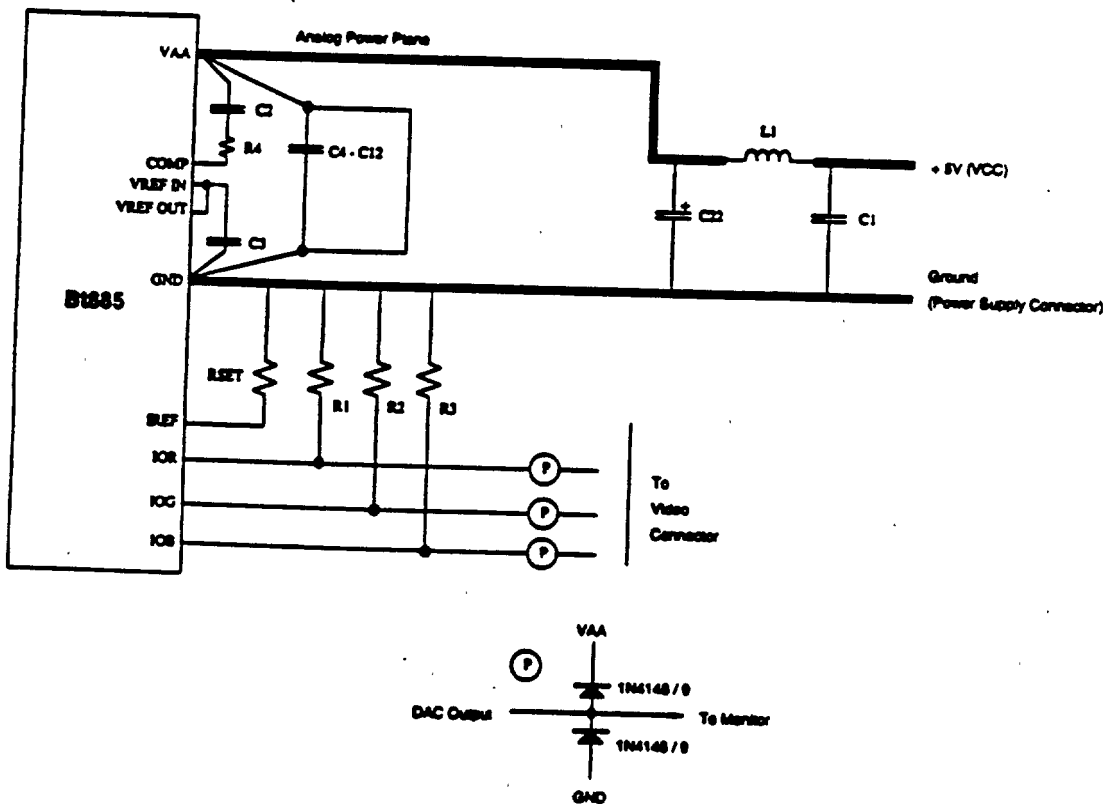 Analog Power Plane
VAA
C2
R4
C4 - C12
COMP
VREF IN
VREF OUT
C3
GND
Bt885
L1
+ 5V (VCC)
C22
+
C1
Ground
(Power Supply Connector)
RSET
R1
R2
R3
IREF
IOR
P
IOG
P
IOB
P
To
Video
Connector
VAA
P
1N4148 / 9
DAC Output
To Monitor
1N4148 / 9
GND